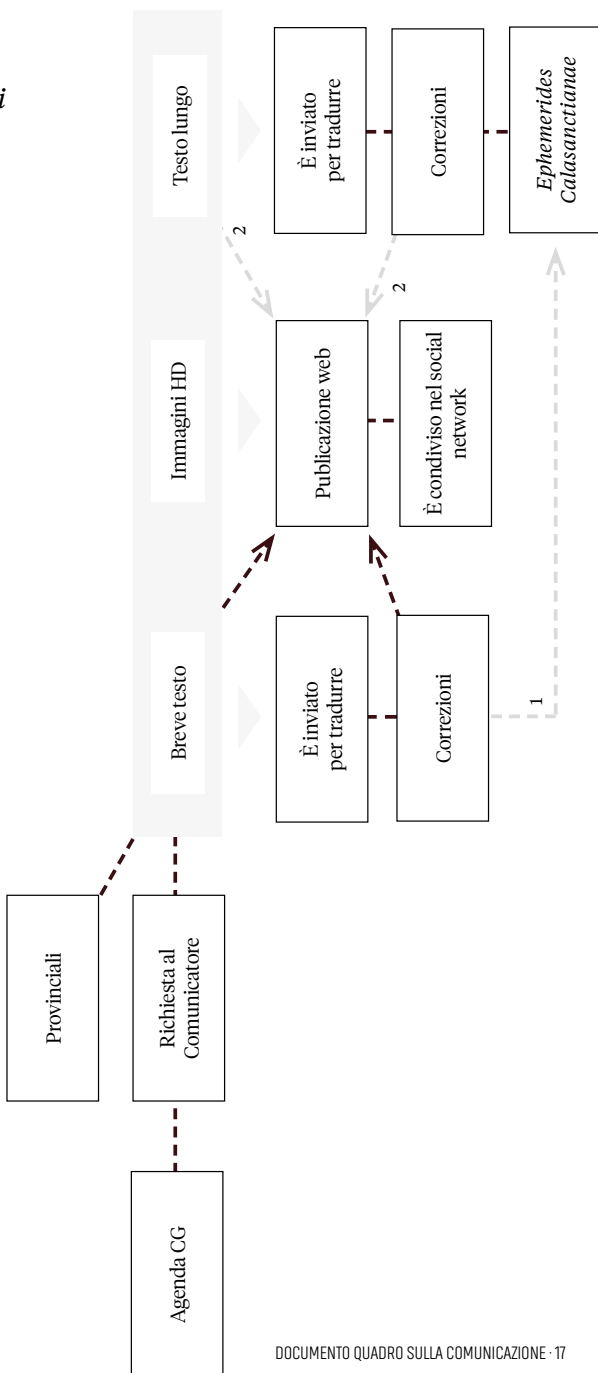 i
Provinciali
Agenda CG
Richiesta al
Comunicatore
Breve testo
Immagini HD
Testo lungo
2
È inviato
per tradurre
Publicazione web
È inviato
per tradurre
2
Correzioni
È condiviso nel social
network
Correzioni
1
Ephemerides
Calasanctianae
DOCUMENTO QUADRO SULLA COMUNICAZIONE · 17